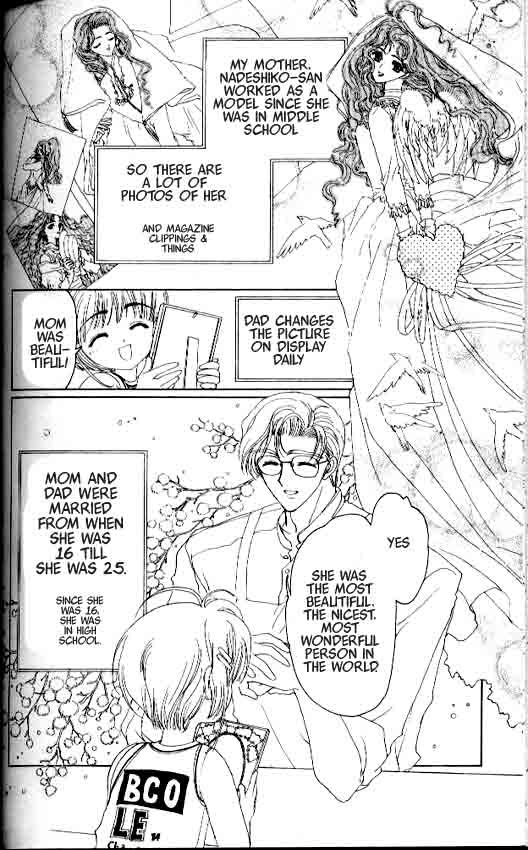 MY MOTHER,
NADESHIKO-SAN
WORKED AS A
MODEL SINCE SHE
WAS IN MIDDLE
SCHOOL
SO THERE ARE
A LOT OF
PHOTOS OF HER
AND MAGAZINE
CLIPPINGS &
THINGS
MOM
WAS
BEAU-
TIFUL!
DAD CHANGES
THE PICTURE
ON DISPLAY
DAILY
MOM AND
DAD WERE
MARRIED
FROM WHEN
SHE WAS
16 TILL
SHE WAS 25.
SINCE SHE
WAS 16,
SHE WAS
IN HIGH
SCHOOL.
YES
SHE WAS
THE MOST
BEAUTIFUL,
THE NICEST,
MOST
WONDERFUL
PERSON IN
THE WORLD.
BCO
LE